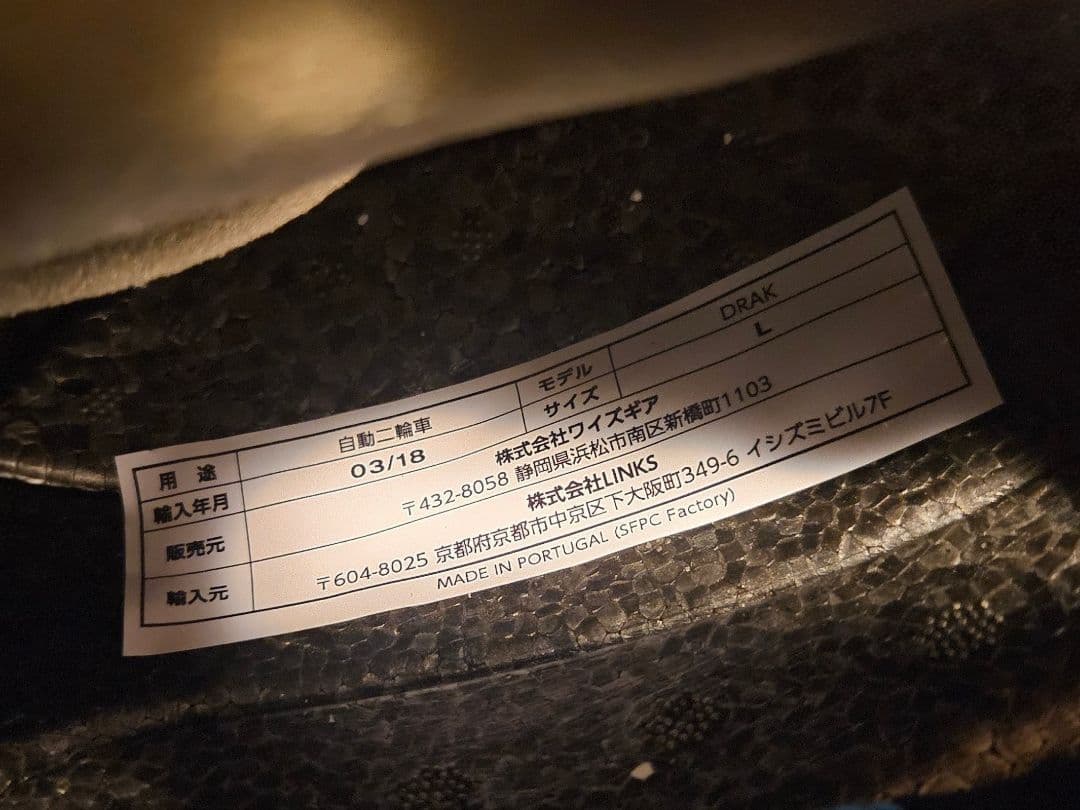 用途 自動二輪車 モデル DRAK
輸入年月 03/18 サイズ L
販売元 株式会社ワイズギア
〒432-8058 静岡県浜松市南区新橋町1103
輸入元 株式会社LINKS
〒604-8025 京都府京都市中京区下大阪町349-6 イシズミビル7F
MADE IN PORTUGAL (SFPC Factory)